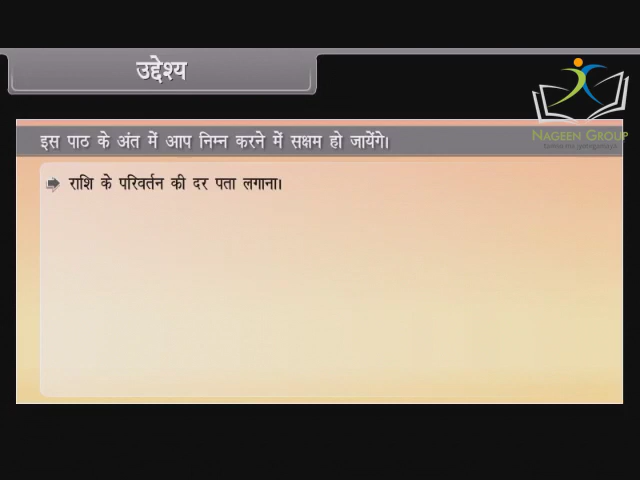 उद्देश्य
NAGEEN GROUP
इस पाठ के अंत में आप निम्न करने में सक्षम हो जायेंगे।
राशि के परिवर्तन की दर पता लगाना।